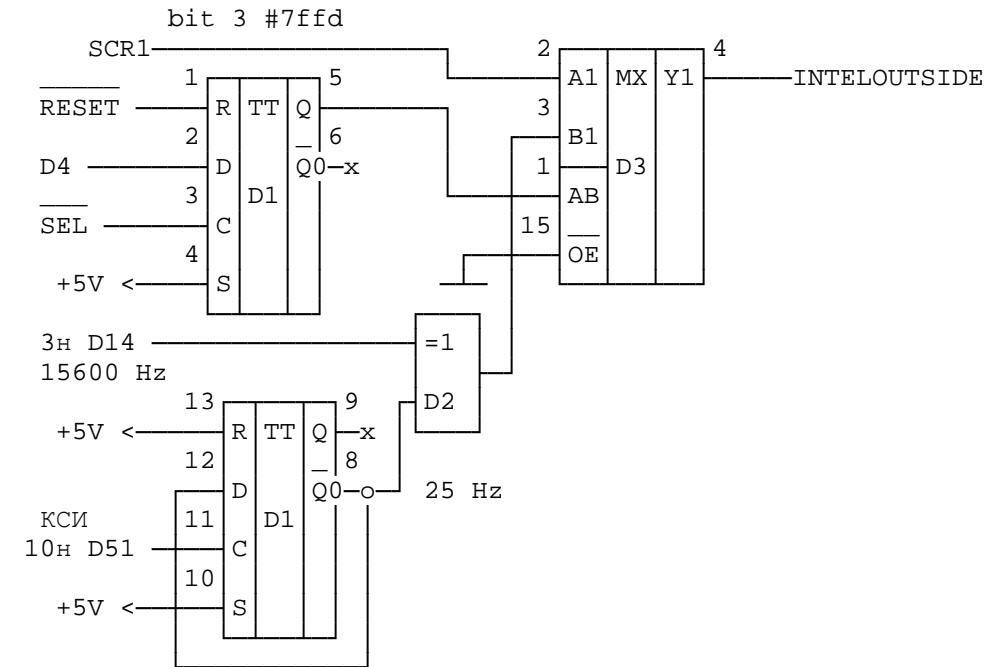 bit 3 #7ffd
SCR1 2 4
A1 MX Y1 INTELOUTSIDE
1 5
RESET R TT Q 3
2 6 B1
D4 D Q0 x 1 D3
3 D1 AB
SEL C 15
4 OE
+5V < S
3н D14 =1
15600 Hz
13 9 D2
+5V < R TT Q x
12 8
D Q0 o 25 Hz
КСИ 11 D1
10н D51 C
10
+5V < S